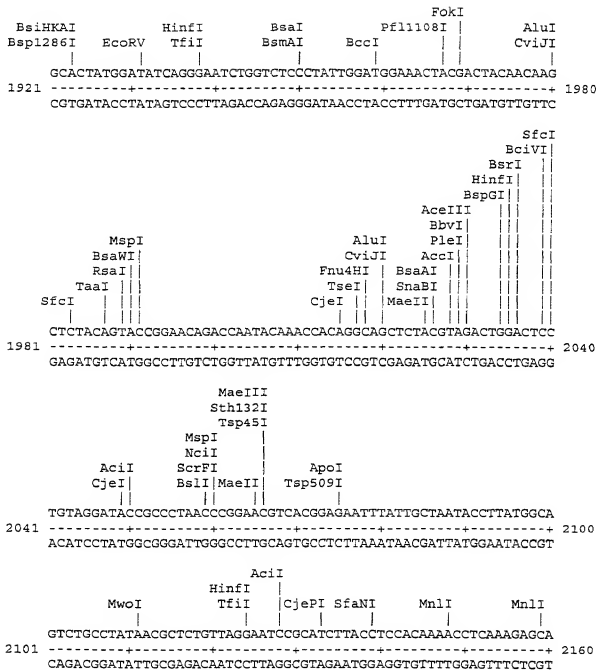 FokI
BsiHKAI HinfI BsaI Pfl1108I AluI
Bsp1286I EcoRV TfiI BsmAI BccI CviJI
GCACTATGGATATCAGGGAATCTGGTCTCCCTATTGGATGGAAACTACGACTACAACAAG
1921 ---------+---------+---------+---------+---------+---------+ 1980
CGTGATACCTATAGTCCCTTAGACCAGAGGGATAACCTACCTTTGATGCTGATGTTGTTC
SfcI
BciVI
BsrI
HinfI
BspGI
AceIII
MspI AluI BbvI
BsaWI CviJI PleI
RsaI Fnu4HI AccI
TaaI TseI BsaAI
SfcI CjeI SnaBI
MaeII
CTCTACAGTACCGGAACAGACCAATACAAACCACAGGCAGCTCTACGTAGACTGGACTCC
1981 ---------+---------+---------+---------+---------+---------+ 2040
GAGATGTCATGGCCTTGTCTGGTTATGTTTGGTGTCCGTCGAGATGCATCTGACCTGAGG
MaeIII
Sth132I
Tsp45I
MspI
NciI
AciI ScrFI ApoI
CjeI BslI MaeII Tsp509I
TGTAGGATACCGCCCTAACCCGGAACGTCACGGAGAATTTATTGCTAATACCTTATGGCA
2041 ---------+---------+---------+---------+---------+---------+ 2100
ACATCCTATGGCGGGATTGGGCCTTGCAGTGCCTCTTAAATAACGATTATGGAATACCGT
AciI
HinfI
MwoI TfiI CjePI SfaNI MnlI MnlI
GTCTGCCTATAACGCTCTGTTAGGAATCCGCATCTTACCTCCACAAAACCTCAAAGAGCA
2101 ---------+---------+---------+---------+---------+---------+ 2160
CAGACGGATATTGCGAGACAATCCTTAGGCGTAGAATGGAGGTGTTTTGGAGTTTCTCGT